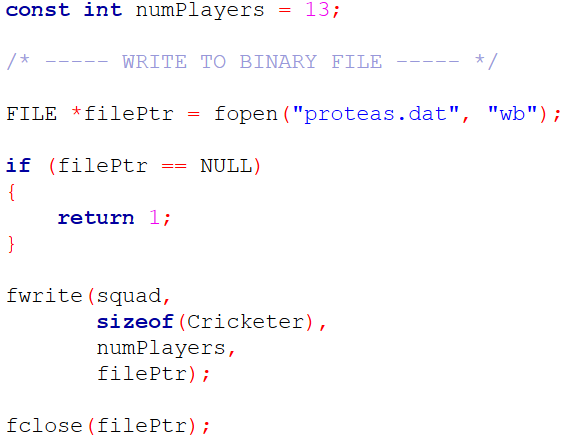 const int numPlayers = 13;
/* ----- WRITE TO BINARY FILE ----- */
FILE *filePtr = fopen("proteas.dat", "wb");
if (filePtr == NULL)
{
    return 1;
}
fwrite(squad,
       sizeof(Cricketer),
       numPlayers,
       filePtr);
fclose(filePtr);